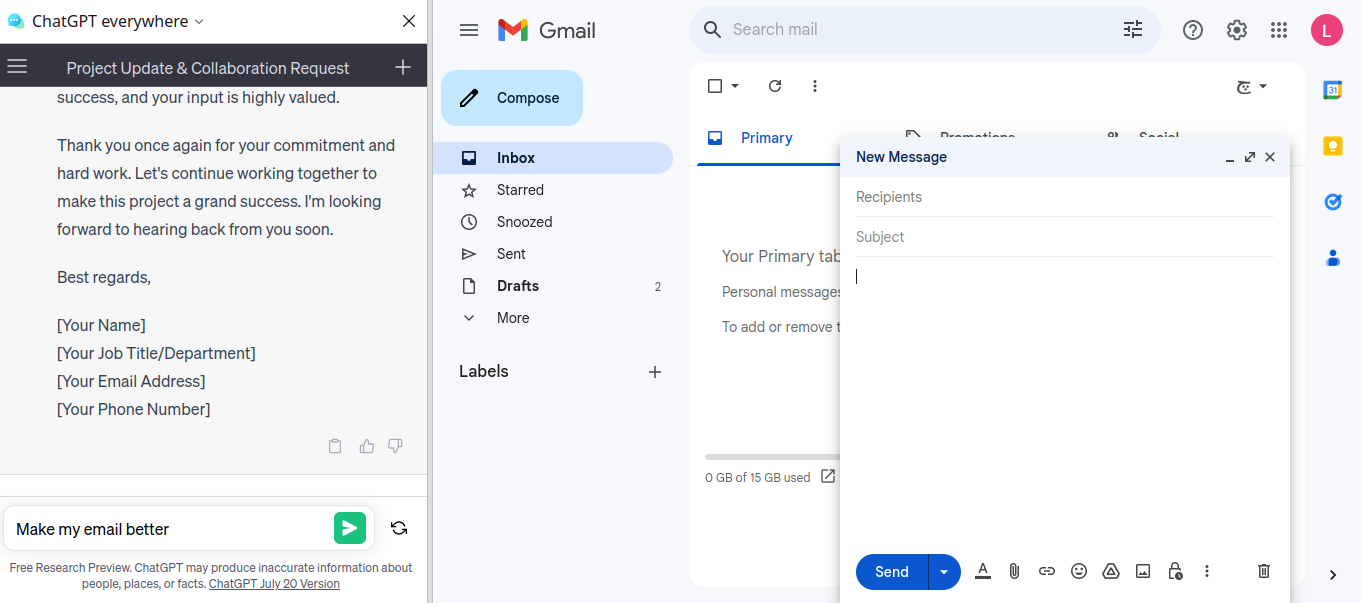 ChatGPT everywhere
Project Update & Collaboration Request
success, and your input is highly valued.
Thank you once again for your commitment and
hard work. Let's continue working together to
make this project a grand success. I'm looking
forward to hearing back from you soon.
Best regards,
[Your Name]
[Your Job Title/Department]
[Your Email Address]
[Your Phone Number]
Make my email better
Free Research Preview. ChatGPT may produce inaccurate information about
people, places, or facts. ChatGPT July 20 Version
Gmail
Search mail
L
Compose
Inbox
Starred
Snoozed
Sent
Drafts 2
More
Labels
Primary
Promotions
Social
Your Primary tab
Personal messages
To add or remove t
0 GB of 15 GB used
New Message
Recipients
Subject
Send
A
31